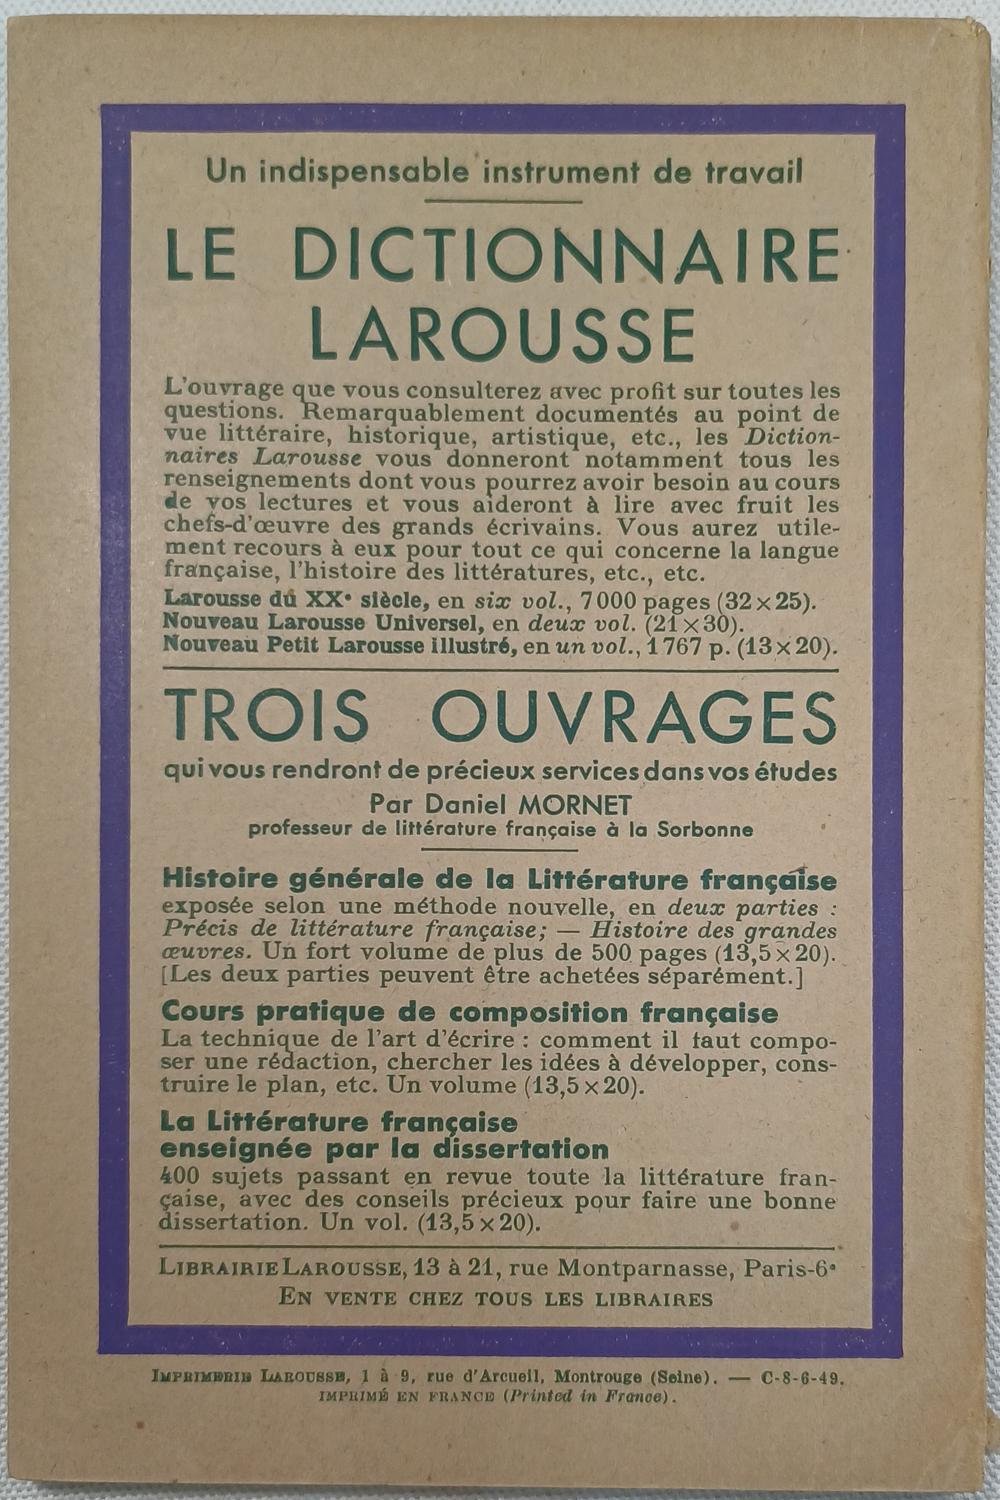 Un indispensable instrument de travail
LE DICTIONNAIRE
LAROUSSE
L'ouvrage que vous consulterez avec profit sur toutes les
questions. Remarquablement documentés au point de
vue littéraire, historique, artistique, etc., les Diction-
naires Larousse vous donneront notamment tous les
renseignements dont vous pourrez avoir besoin au cours
de vos lectures et vous aideront à lire avec fruit les
chefs-d'œuvre des grands écrivains. Vous aurez utile-
ment recours à eux pour tout ce qui concerne la langue
française, l'histoire des littératures, etc., etc.
Larousse du XXe siècle, en six vol., 7 000 pages (32 × 25).
Nouveau Larousse Universel, en deux vol. (21 × 30).
Nouveau Petit Larousse illustré, en un vol., 1 767 p. (13 × 20).
TROIS OUVRAGES
qui vous rendront de précieux services dans vos études
Par Daniel MORNET
professeur de littérature française à la Sorbonne
Histoire générale de la Littérature française
exposée selon une méthode nouvelle, en deux parties :
Précis de littérature française; — Histoire des grandes
œuvres. Un fort volume de plus de 500 pages (13,5 × 20).
[Les deux parties peuvent être achetées séparément.]
Cours pratique de composition française
La technique de l'art d'écrire : comment il faut compo-
ser une rédaction, chercher les idées à développer, cons-
truire le plan, etc. Un volume (13,5 × 20).
La Littérature française
enseignée par la dissertation
400 sujets passant en revue toute la littérature fran-
çaise, avec des conseils précieux pour faire une bonne
dissertation. Un vol. (13,5 × 20).
LIBRAIRIE LAROUSSE, 13 à 21, rue Montparnasse, Paris-6e
EN VENTE CHEZ TOUS LES LIBRAIRES
IMPRIMERIE LAROUSSE, 1 à 9, rue d'Arcueil, Montrouge (Seine). — C-8-6-49.
IMPRIMÉ EN FRANCE (Printed in France).